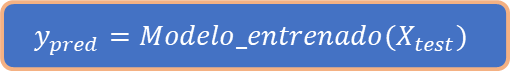 y_pred = Modelo_entrenado(X_test)